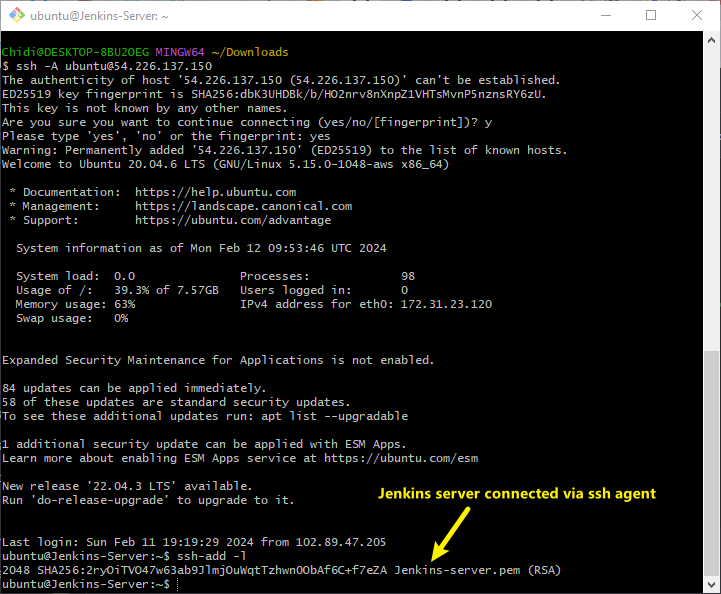 ubuntu@Jenkins-Server: ~
Chidi@DESKTOP-8BU2OEG MINGW64 ~/Downloads
$ ssh -A ubuntu@54.226.137.150
The authenticity of host '54.226.137.150 (54.226.137.150)' can't be established.
ED25519 key fingerprint is SHA256:dbK3UHDBk/b/HO2nrv8nXnpZ1VHTsMvnP5nznsRY6zU.
This key is not known by any other names.
Are you sure you want to continue connecting (yes/no/[fingerprint])? y
Please type 'yes', 'no' or the fingerprint: yes
Warning: Permanently added '54.226.137.150' (ED25519) to the list of known hosts.
Welcome to Ubuntu 20.04.6 LTS (GNU/Linux 5.15.0-1048-aws x86_64)
* Documentation:  https://help.ubuntu.com
* Management:     https://landscape.canonical.com
* Support:        https://ubuntu.com/advantage
System information as of Mon Feb 12 09:53:46 UTC 2024
System load:  0.0                Processes:             98
Usage of /:   39.3% of 7.57GB   Users logged in:       0
Memory usage: 63%                IPv4 address for eth0: 172.31.23.120
Swap usage:   0%
Expanded Security Maintenance for Applications is not enabled.
84 updates can be applied immediately.
58 of these updates are standard security updates.
To see these additional updates run: apt list --upgradable
1 additional security update can be applied with ESM Apps.
Learn more about enabling ESM Apps service at https://ubuntu.com/esm
New release '22.04.3 LTS' available.
Run 'do-release-upgrade' to upgrade to it.
Jenkins server connected via ssh agent
Last login: Sun Feb 11 19:19:29 2024 from 102.89.47.205
ubuntu@Jenkins-Server:~$ ssh-add -l
2048 SHA256:2ryOiTVO47w63ab9JlmjOuWqtTzhwnOObAf6C+f7eZA Jenkins-server.pem (RSA)
ubuntu@Jenkins-Server:~$